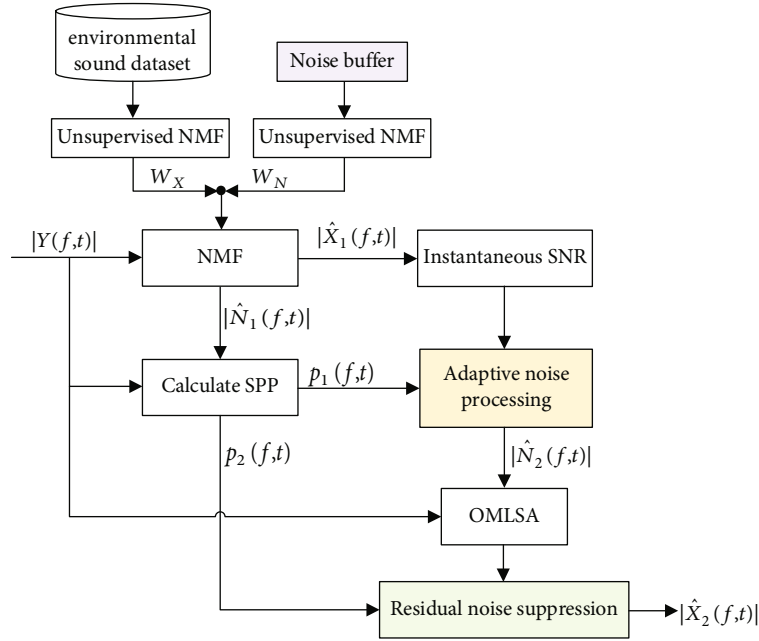 environmental
sound dataset
Noise buffer
Unsupervised NMF
Unsupervised NMF
W_X
W_N
|Y(f,t)|
NMF
|X̂_1(f,t)|
Instantaneous SNR
|N̂_1(f,t)|
Calculate SPP
p_1(f,t)
Adaptive noise
processing
p_2(f,t)
|N̂_2(f,t)|
OMLSA
Residual noise suppression
|X̂_2(f,t)|